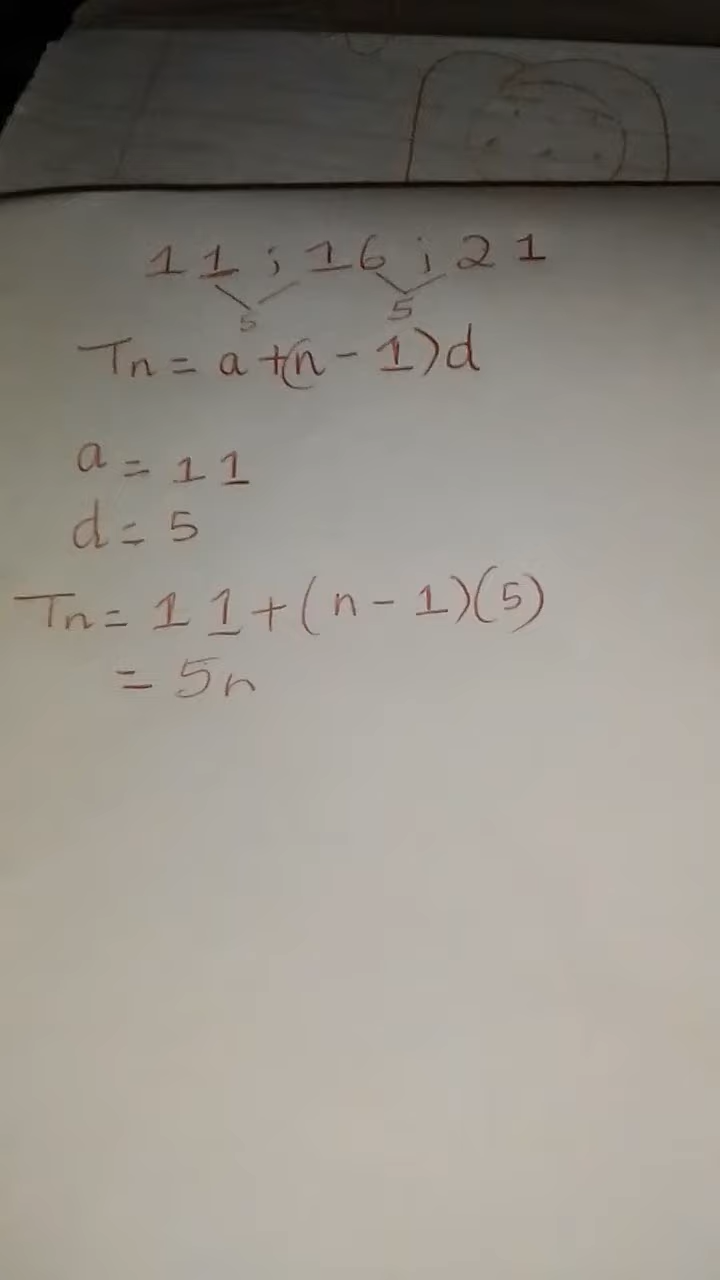 11 ; 16 ; 21
5 5
Tn = a + (n - 1)d
a = 11
d = 5
Tn = 11 + (n - 1)(5)
= 5n